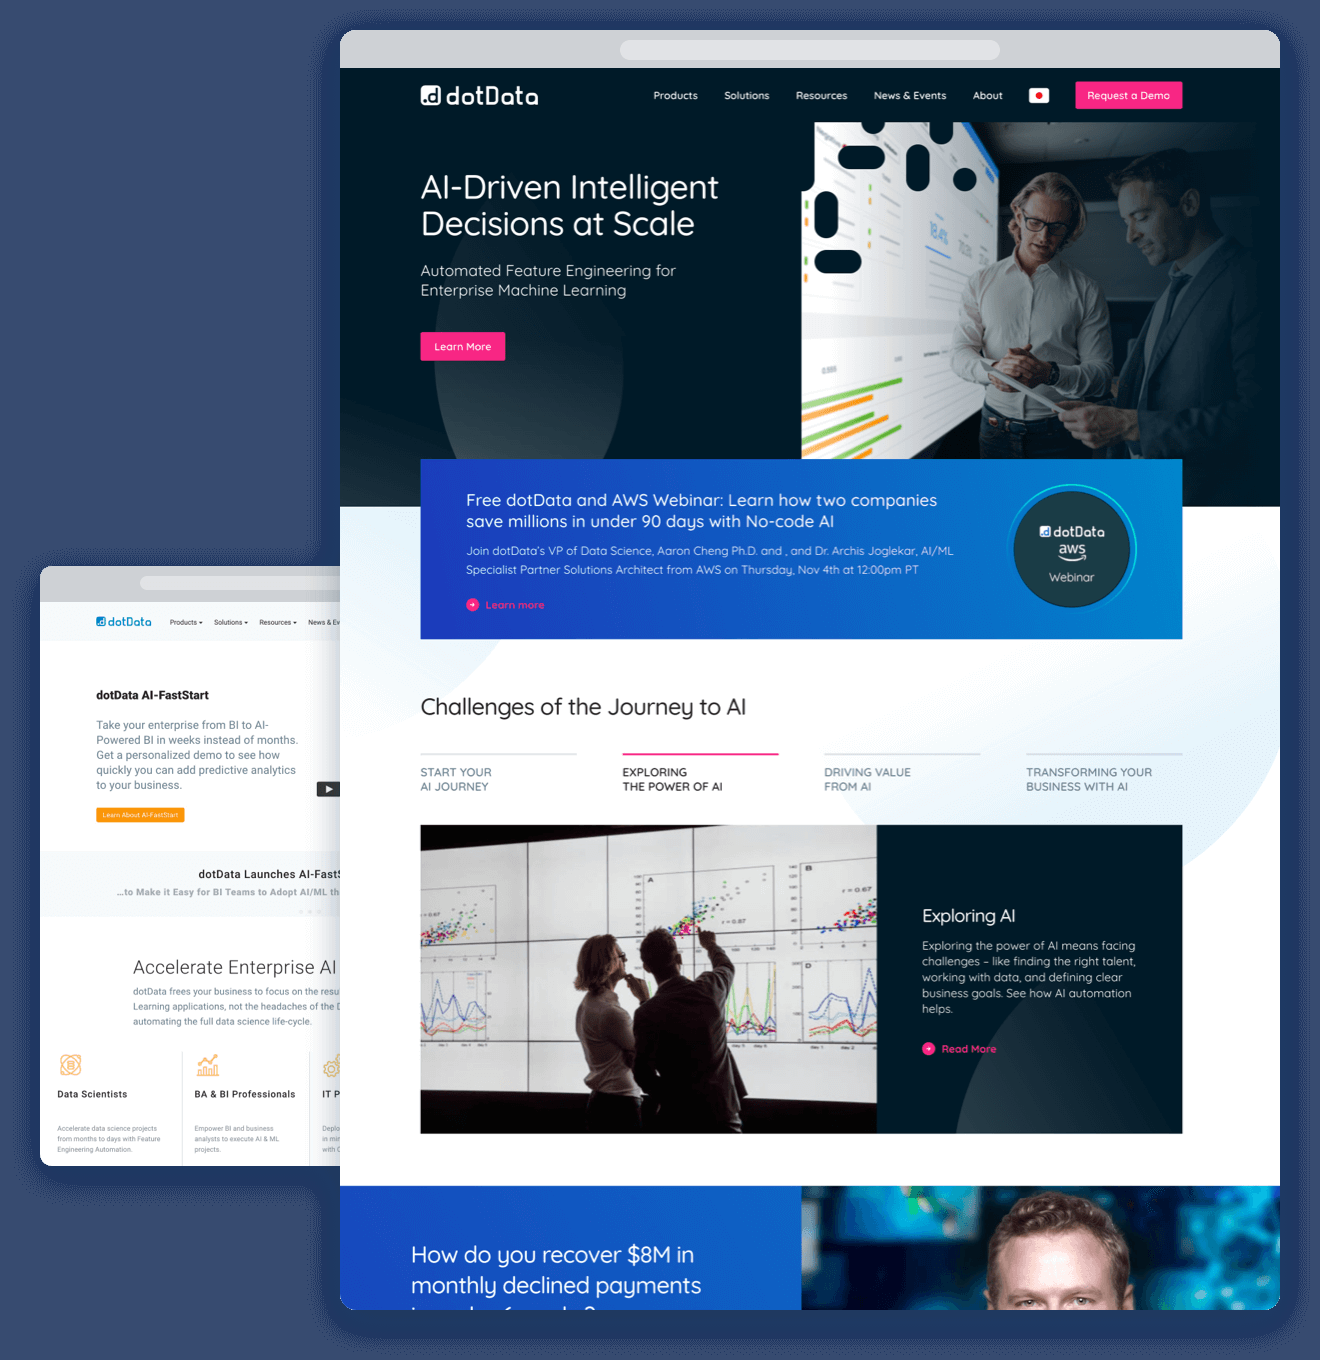 dotData
Products
Solutions
Resources
News & Events
About
Request a Demo
AI-Driven Intelligent
Decisions at Scale
Automated Feature Engineering for
Enterprise Machine Learning
Learn More
18.4%
Free dotData and AWS Webinar: Learn how two companies
save millions in under 90 days with No-code AI
Join dotData's VP of Data Science, Aaron Cheng Ph.D. and , and Dr. Archis Joglekar, AI/ML
Specialist Partner Solutions Architect from AWS on Thursday, Nov 4th at 12:00pm PT
Learn more
dotData
aws
Webinar
Challenges of the Journey to AI
START YOUR
AI JOURNEY
EXPLORING
THE POWER OF AI
DRIVING VALUE
FROM AI
TRANSFORMING YOUR
BUSINESS WITH AI
A
B
r = 0.67
D
Exploring AI
Exploring the power of AI means facing
challenges – like finding the right talent,
working with data, and defining clear
business goals. See how AI automation
helps.
Read More
How do you recover $8M in
monthly declined payments
dotData
Products
Solutions
Resources
News & Ev
dotData AI-FastStart
Take your enterprise from BI to AI-
Powered BI in weeks instead of months.
Get a personalized demo to see how
quickly you can add predictive analytics
to your business.
Learn About AI-FastStart
dotData Launches AI-FastS
...to Make it Easy for BI Teams to Adopt AI/ML th
Accelerate Enterprise AI
dotData frees your business to focus on the resu
Learning applications, not the headaches of the D
automating the full data science life-cycle.
Data Scientists
Accelerate data science projects
from months to days with Feature
Engineering Automation.
BA & BI Professionals
Empower BI and business
analysts to execute AI & ML
projects.
IT P
Deplo
in min
with C